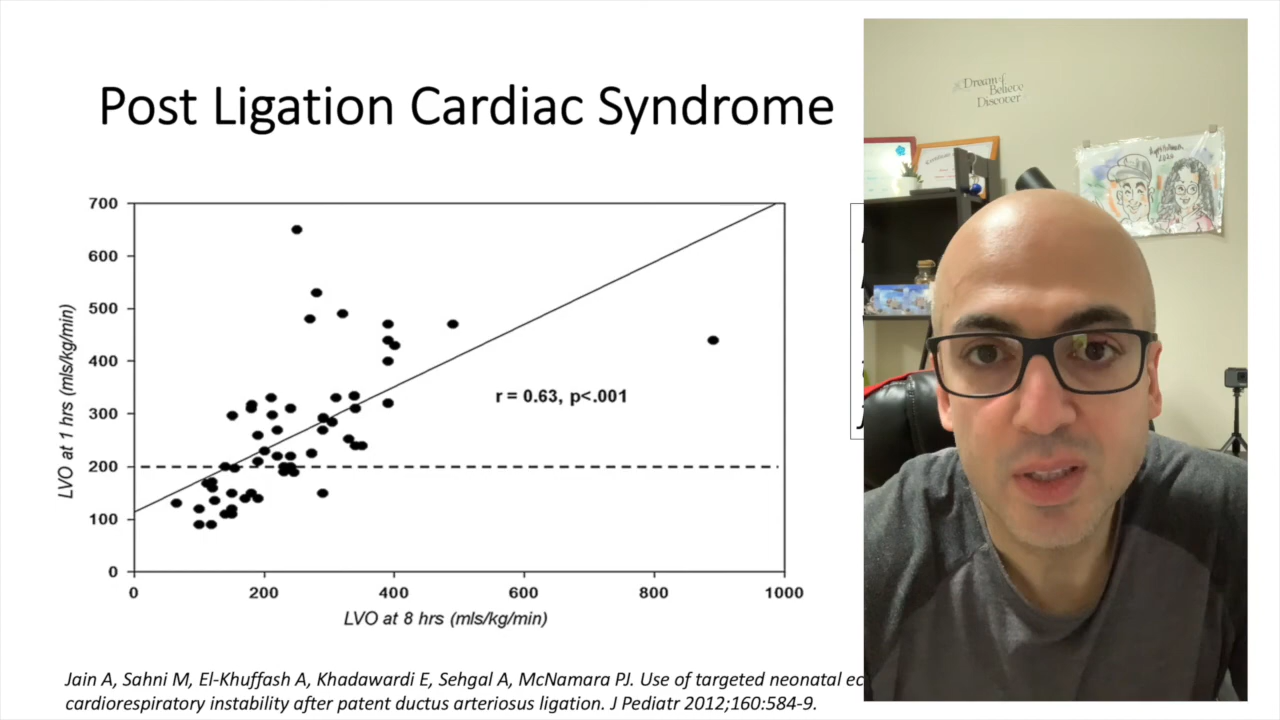 Post Ligation Cardiac Syndrome
Dream of
Believe
Discover
700
600
500
400
300
200
100
0
LVO at 1 hrs (mls/kg/min)
r = 0.63, p<.001
0
200
400
600
800
1000
LVO at 8 hrs (mls/kg/min)
Jain A, Sahni M, El-Khuffash A, Khadawardi E, Sehgal A, McNamara PJ. Use of targeted neonatal ec
cardiorespiratory instability after patent ductus arteriosus ligation. J Pediatr 2012;160:584-9.